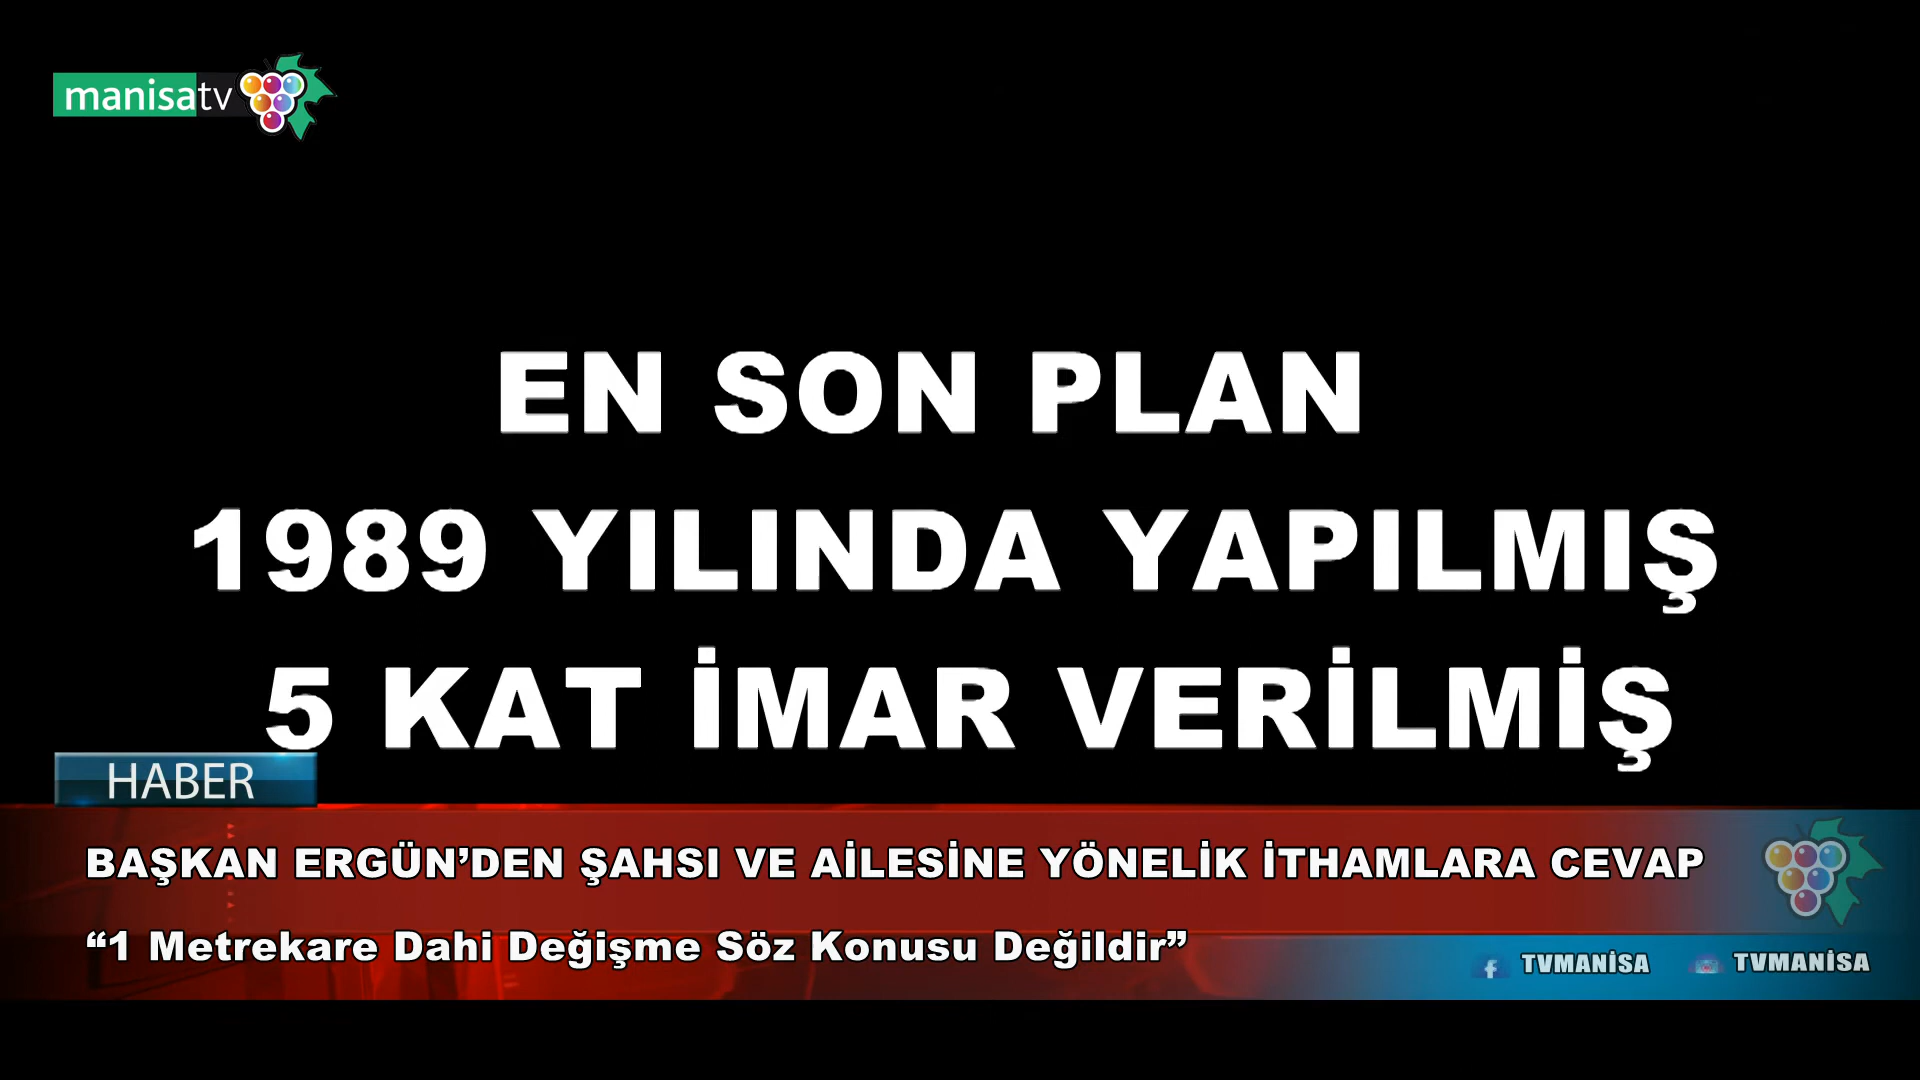 manisatv
EN SON PLAN
1989 YILINDA YAPILMIŞ
5 KAT İMAR VERİLMİŞ
HABER
BAŞKAN ERGÜN’DEN ŞAHSI VE AİLESİNE YÖNELİK İTHAMLARA CEVAP
“1 Metrekare Dahi Değişme Söz Konusu Değildir”
f TVMANİSA TVMANİSA